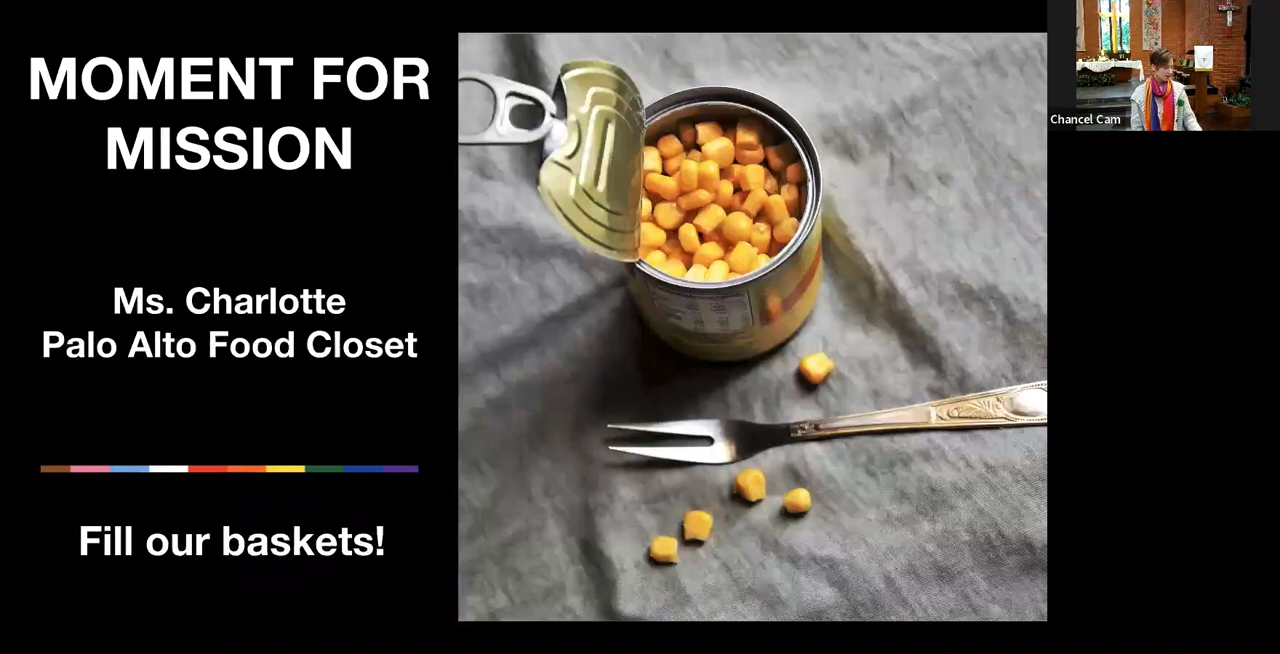 MOMENT FOR
MISSION
Ms. Charlotte
Palo Alto Food Closet
Fill our baskets!
Chancel Cam